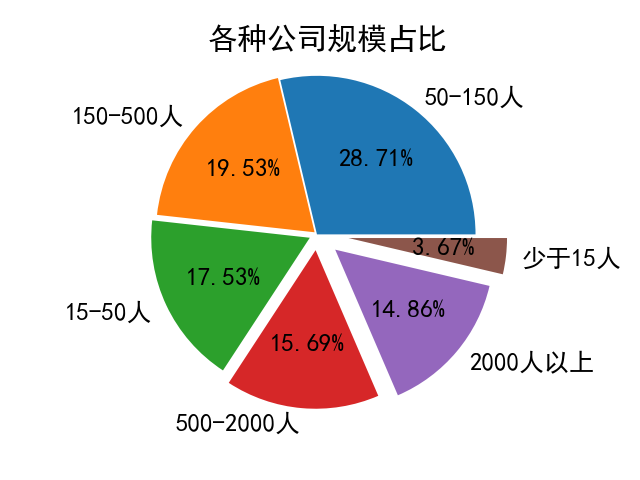 各种公司规模占比
50-150人
28.71%
150-500人
19.53%
15-50人
17.53%
500-2000人
15.69%
2000人以上
14.86%
少于15人
3.67%